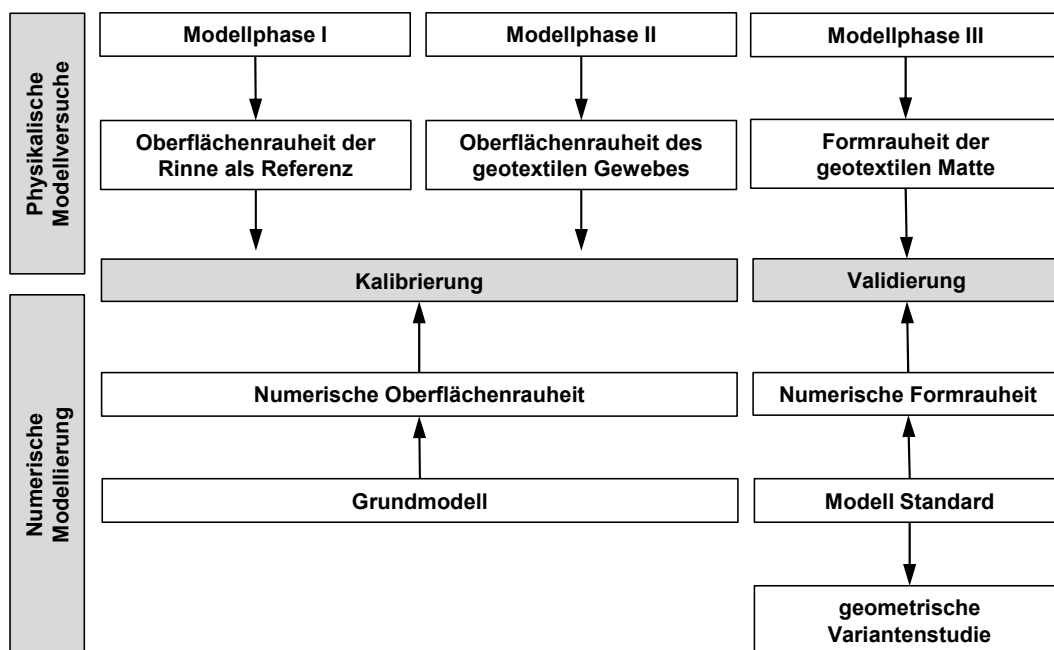 Physikalische
Modellversuche
Modellphase I
Modellphase II
Modellphase III
Oberflächenrauheit der
Rinne als Referenz
Oberflächenrauheit des
geotextilen Gewebes
Formrauheit der
geotextilen Matte
Kalibrierung
Validierung
Numerische
Modellierung
Numerische Oberflächenrauheit
Numerische Formrauheit
Grundmodell
Modell Standard
geometrische
Variantenstudie